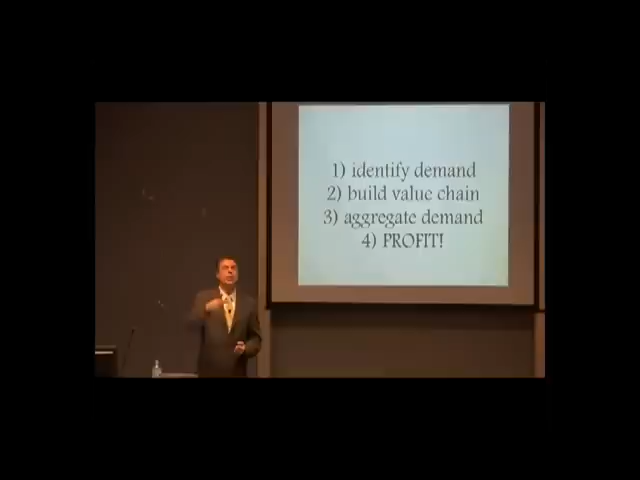 1) identify demand
2) build value chain
3) aggregate demand
4) PROFIT!